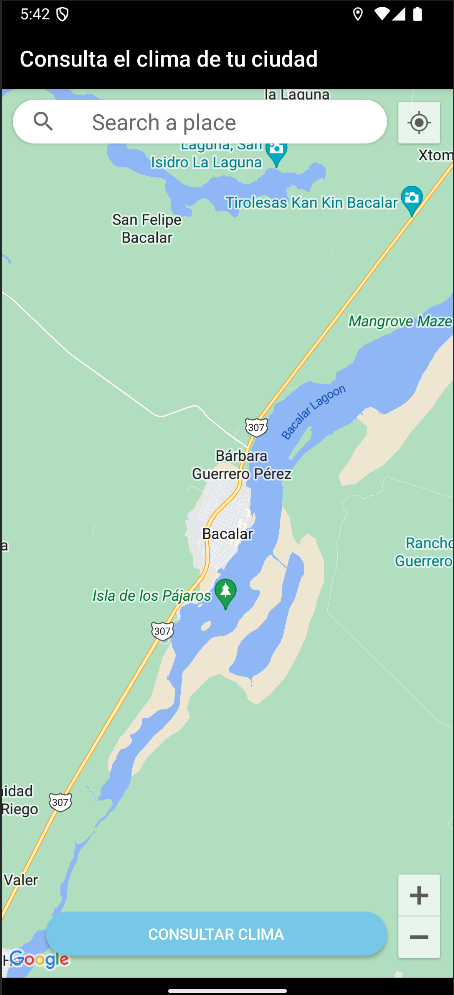 5:42
Consulta el clima de tu ciudad
la Laguna
Search a place
Laguna, San
Isidro La Laguna
Xtom
Tirolesas Kan Kin Bacalar
San Felipe
Bacalar
Mangrove Maze
Bacalar Lagoon
307
Bárbara
Guerrero Pérez
Bacalar
Rancho
Guerrero
a
Isla de los Pájaros
307
idad
Riego
307
Valer
+
−
CONSULTAR CLIMA
H
Google